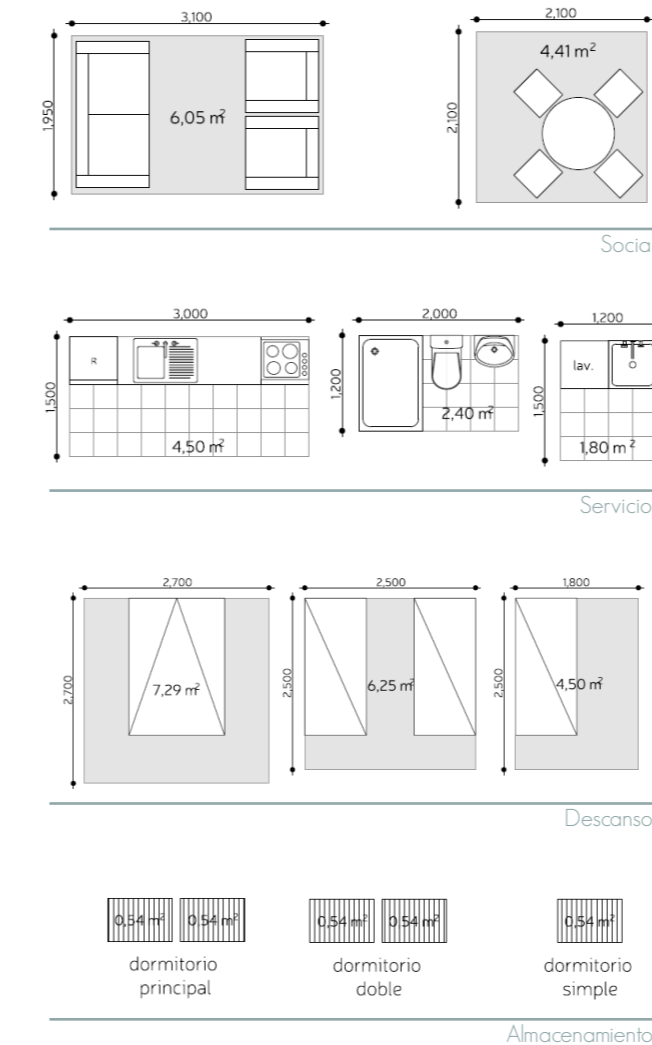 3,100
1,950
6,05 m²
2,100
2,100
4,41 m²
Socia
3,000
1,500
R
4,50 m²
2,000
1,200
2,40 m²
1,200
1,500
lav.
1,80 m²
Servicio
2,700
2,700
7,29 m²
2,500
2,500
6,25 m²
1,800
2,500
4,50 m²
Descanso
0,54 m² 0,54 m²
dormitorio
principal
0,54 m² 0,54 m²
dormitorio
doble
0,54 m²
dormitorio
simple
Almacenamiento